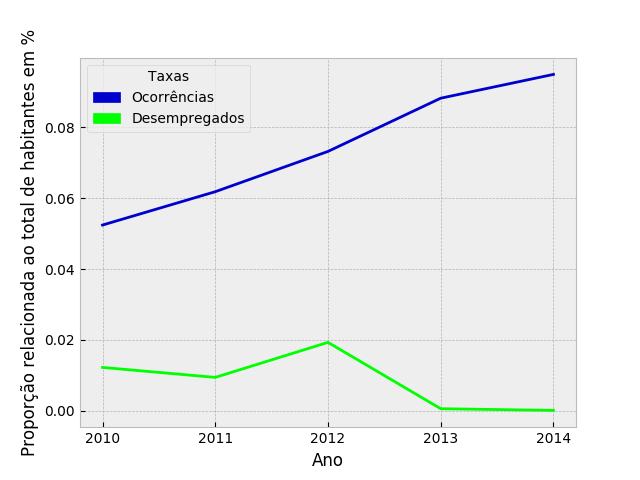 Proporção relacionada ao total de habitantes em %
Taxas
Ocorrências
Desempregados
0.08
0.06
0.04
0.02
0.00
2010 2011 2012 2013 2014
Ano